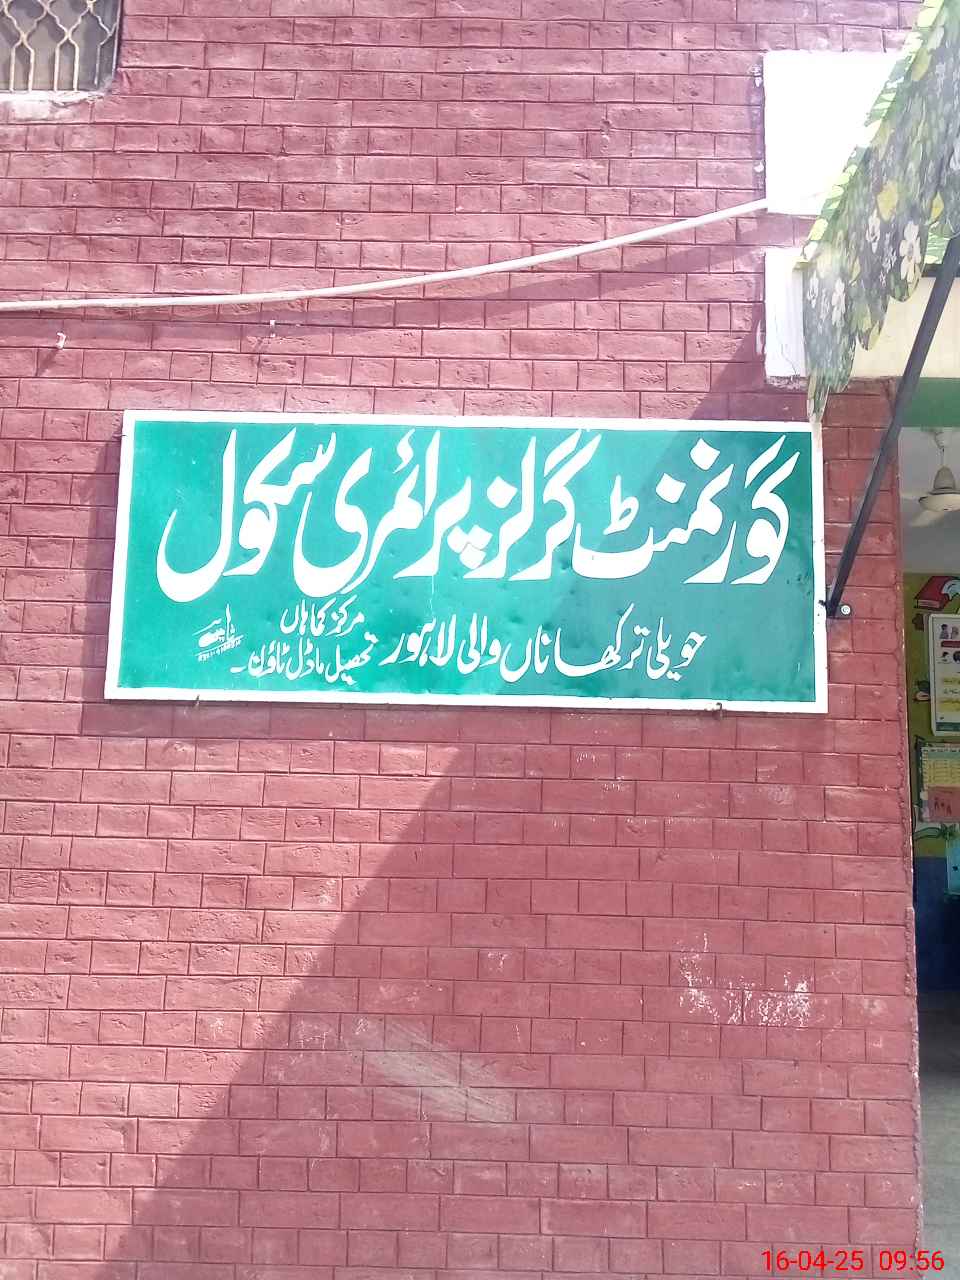 گورنمنٹ گرلز پرائمری سکول
حویلی ترکھاناں والی لاہور
مرکز کماہاں
تحصیل ماڈل ٹاؤن۔
16-04-25 09:56